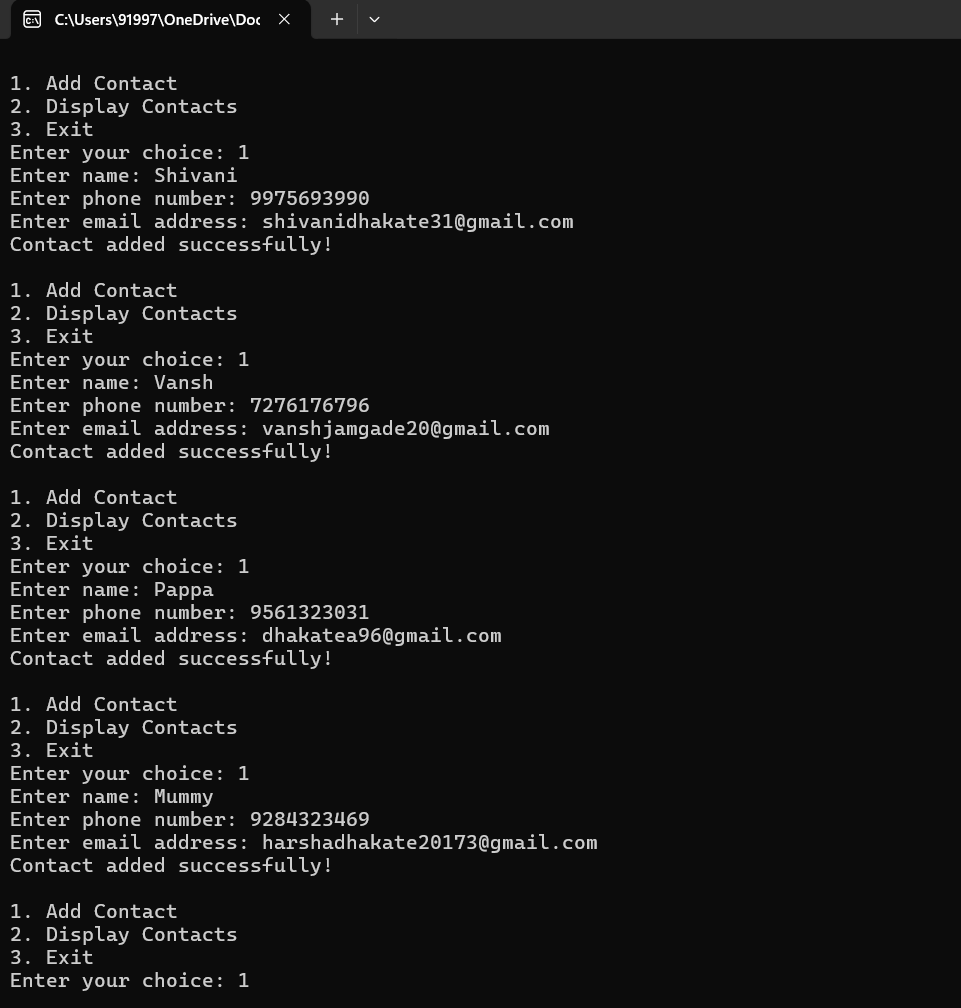 C:\Users\91997\OneDrive\Doc
1. Add Contact
2. Display Contacts
3. Exit
Enter your choice: 1
Enter name: Shivani
Enter phone number: 9975693990
Enter email address: shivanidhakate31@gmail.com
Contact added successfully!
1. Add Contact
2. Display Contacts
3. Exit
Enter your choice: 1
Enter name: Vansh
Enter phone number: 7276176796
Enter email address: vanshjamgade20@gmail.com
Contact added successfully!
1. Add Contact
2. Display Contacts
3. Exit
Enter your choice: 1
Enter name: Pappa
Enter phone number: 9561323031
Enter email address: dhakatea96@gmail.com
Contact added successfully!
1. Add Contact
2. Display Contacts
3. Exit
Enter your choice: 1
Enter name: Mummy
Enter phone number: 9284323469
Enter email address: harshadhakate20173@gmail.com
Contact added successfully!
1. Add Contact
2. Display Contacts
3. Exit
Enter your choice: 1